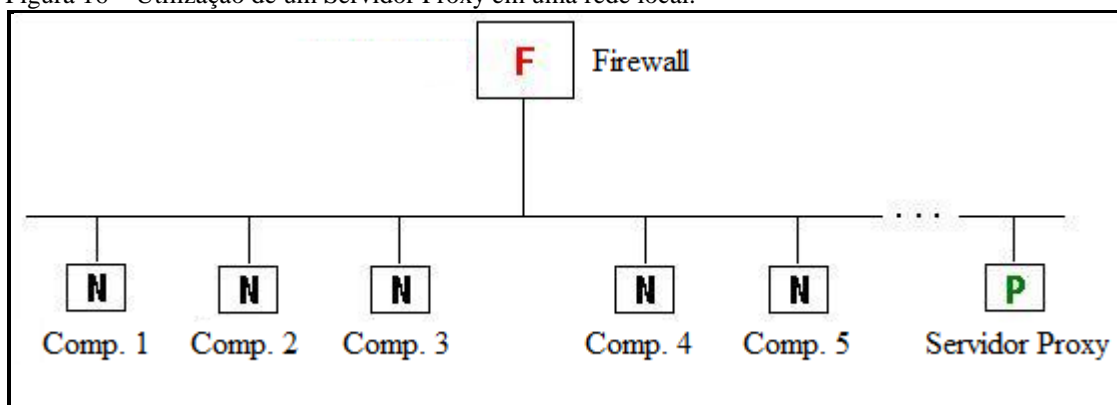 Figura 16 – Utilização de um Servidor Proxy em uma rede local.
F Firewall
. . .
N N N N N P
Comp. 1 Comp. 2 Comp. 3 Comp. 4 Comp. 5 Servidor Proxy